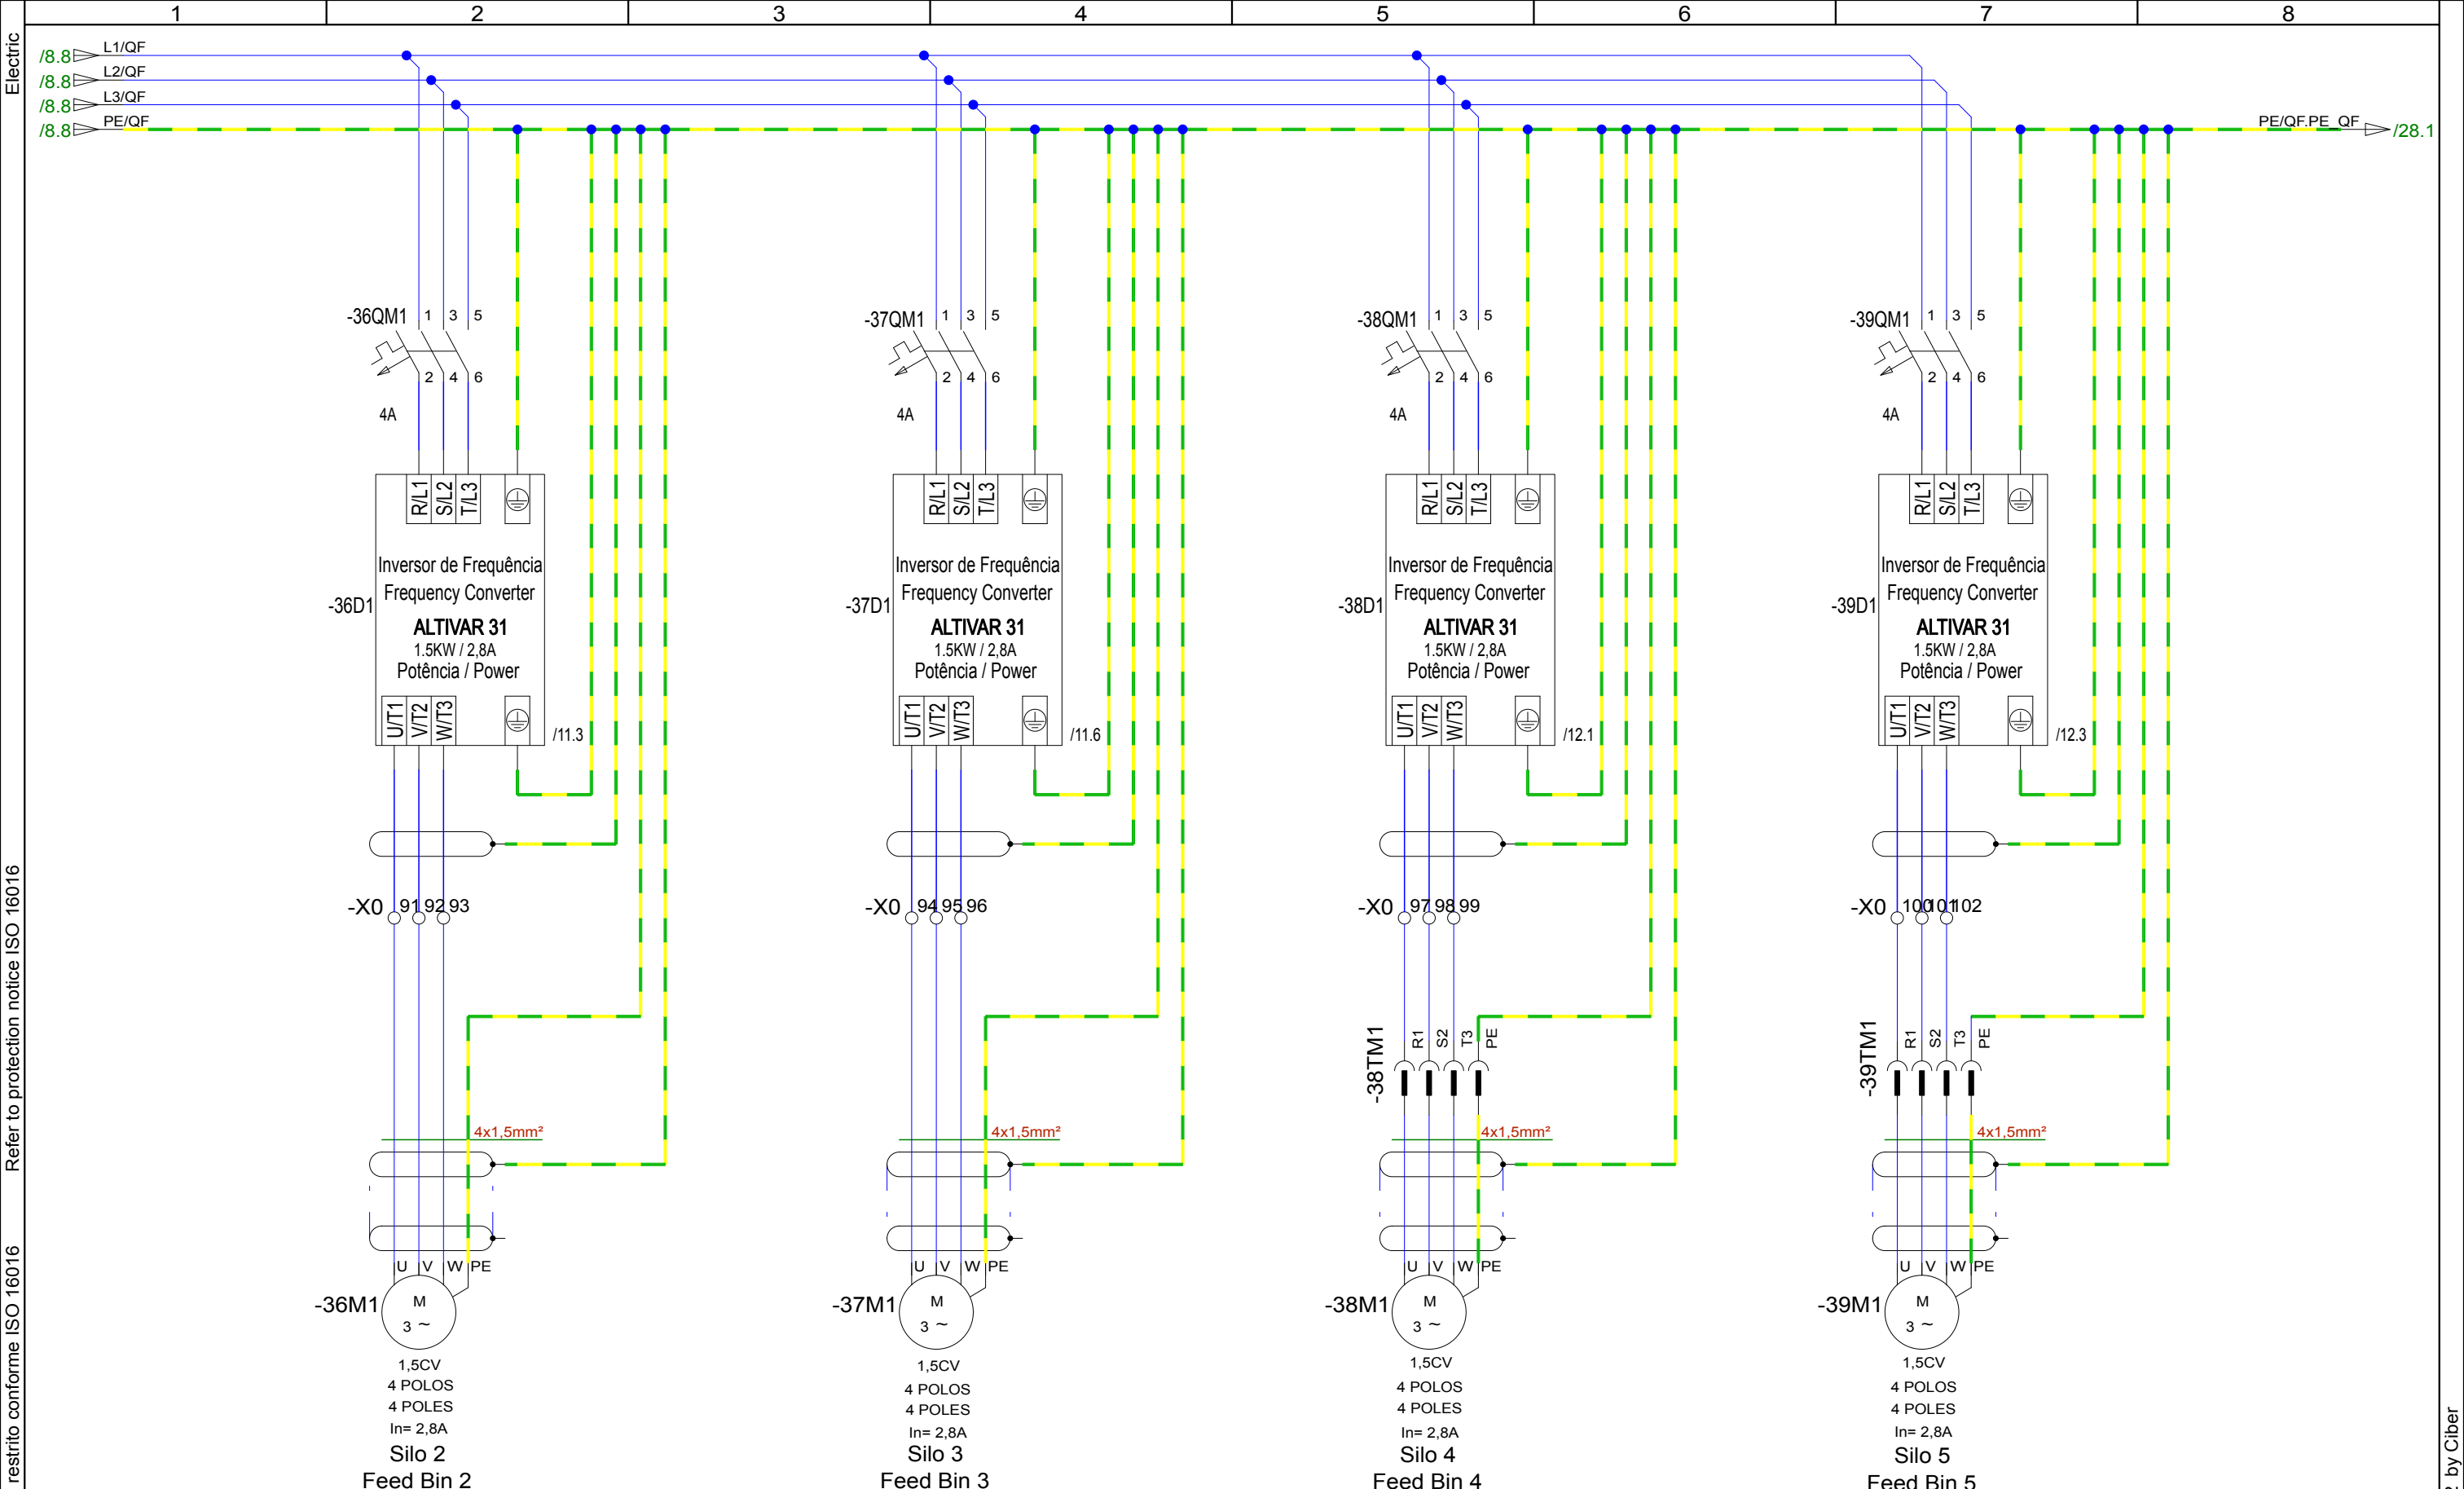 1 2 3 4 5 6 7 8
Electric
Refer to protection notice ISO 16016
restrito conforme ISO 16016
/8.8 L1/QF
/8.8 L2/QF
/8.8 L3/QF
/8.8 PE/QF
PE/QF.PE_QF /28.1
-36QM1 1 3 5
2 4 6
4A
R/L1 S/L2 T/L3
Inversor de Frequência
Frequency Converter
-36D1
ALTIVAR 31
1.5KW / 2,8A
Potência / Power
U/T1 V/T2 W/T3
/11.3
-X0 91 92 93
4x1,5mm²
U V W PE
-36M1
M
3 ~
1,5CV
4 POLOS
4 POLES
In= 2,8A
Silo 2
Feed Bin 2
-37QM1 1 3 5
2 4 6
4A
R/L1 S/L2 T/L3
Inversor de Frequência
Frequency Converter
-37D1
ALTIVAR 31
1.5KW / 2,8A
Potência / Power
U/T1 V/T2 W/T3
/11.6
-X0 94 95 96
4x1,5mm²
U V W PE
-37M1
M
3 ~
1,5CV
4 POLOS
4 POLES
In= 2,8A
Silo 3
Feed Bin 3
-38QM1 1 3 5
2 4 6
4A
R/L1 S/L2 T/L3
Inversor de Frequência
Frequency Converter
-38D1
ALTIVAR 31
1.5KW / 2,8A
Potência / Power
U/T1 V/T2 W/T3
/12.1
-X0 97 98 99
-38TM1 R1 S2 T3 PE
4x1,5mm²
U V W PE
-38M1
M
3 ~
1,5CV
4 POLOS
4 POLES
In= 2,8A
Silo 4
Feed Bin 4
-39QM1 1 3 5
2 4 6
4A
R/L1 S/L2 T/L3
Inversor de Frequência
Frequency Converter
-39D1
ALTIVAR 31
1.5KW / 2,8A
Potência / Power
U/T1 V/T2 W/T3
/12.3
-X0 100 101 102
-39TM1 R1 S2 T3 PE
4x1,5mm²
U V W PE
-39M1
M
3 ~
1,5CV
4 POLOS
4 POLES
In= 2,8A
Silo 5
Feed Bin 5
by Ciber